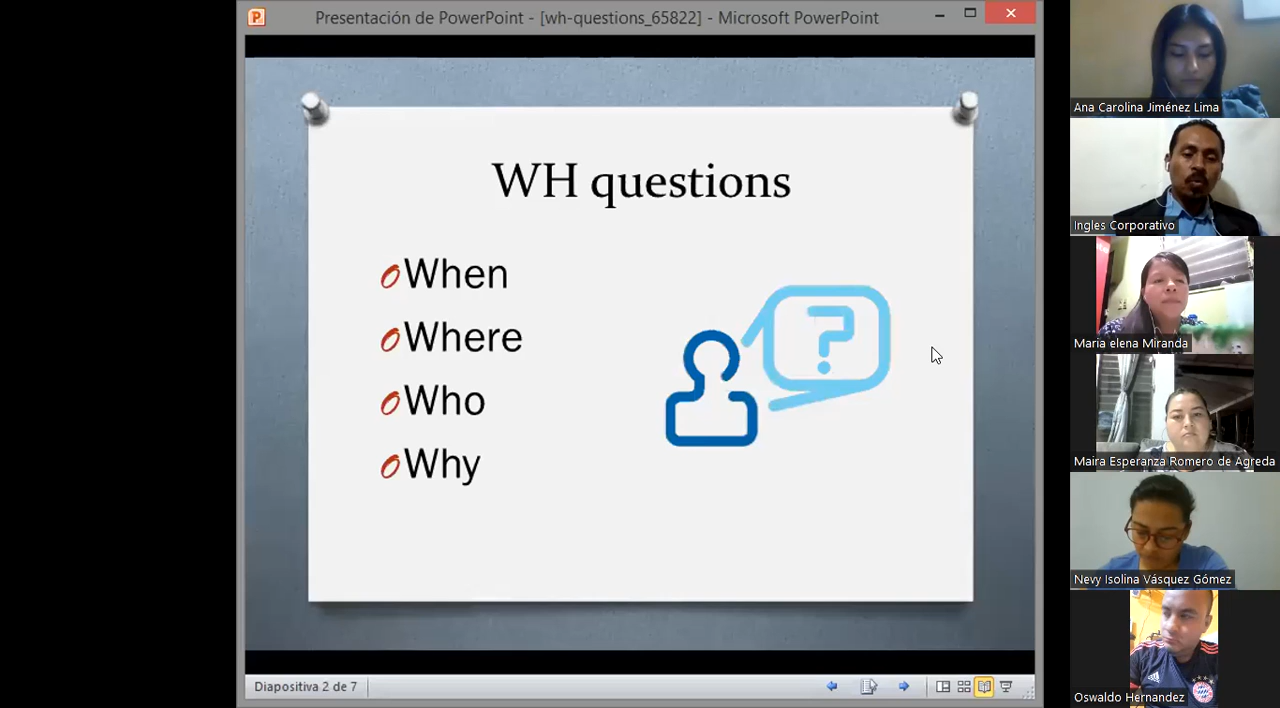 Presentación de PowerPoint - [wh-questions_65822] - Microsoft PowerPoint
WH questions
When
Where
Who
Why
?
Diapositiva 2 de 7
Ana Carolina Jiménez Lima
Ingles Corporativo
Maria elena Miranda
Maira Esperanza Romero de Agreda
Nevy Isolina Vásquez Gómez
Oswaldo Hernandez